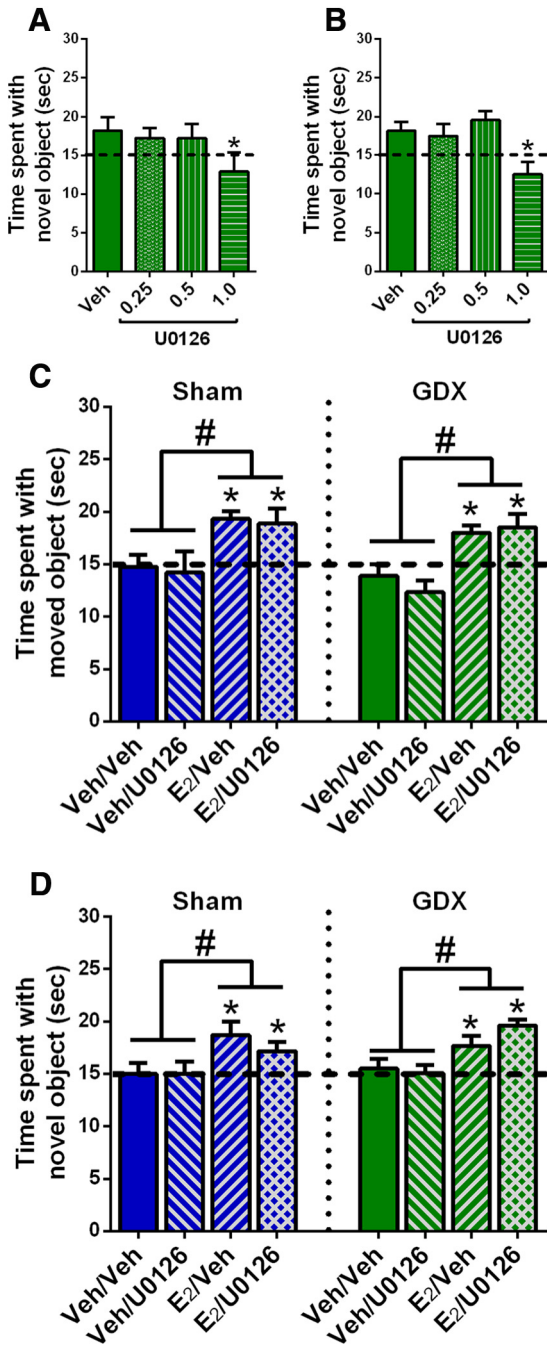 A
Time spent with
novel object (sec)
30
25
20
15
10
5
0
*
Veh
0.25
0.5
1.0
U0126
B
Time spent with
novel object (sec)
30
25
20
15
10
5
0
*
Veh
0.25
0.5
1.0
U0126
C
Sham
GDX
Time spent with
moved object (sec)
30
25
20
15
10
5
0
#
* *
#
* *
Veh/Veh
Veh/U0126
E₂/Veh
E₂/U0126
Veh/Veh
Veh/U0126
E₂/Veh
E₂/U0126
D
Sham
GDX
Time spent with
novel object (sec)
30
25
20
15
10
5
0
#
* *
#
* *
Veh/Veh
Veh/U0126
E₂/Veh
E₂/U0126
Veh/Veh
Veh/U0126
E₂/Veh
E₂/U0126